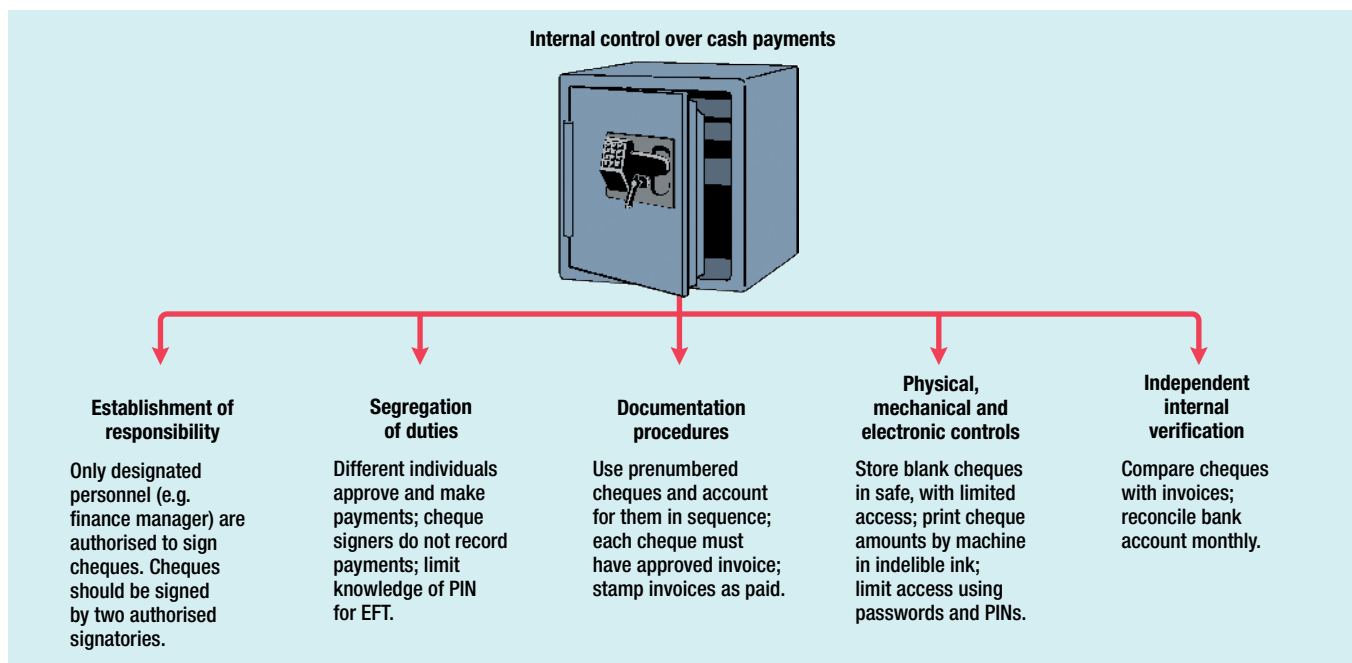 Internal control over cash payments
Establishment of
responsibility
Only designated
personnel (e.g.
finance manager) are
authorised to sign
cheques. Cheques
should be signed
by two authorised
signatories.
Segregation
of duties
Different individuals
approve and make
payments; cheque
signers do not record
payments; limit
knowledge of PIN
for EFT.
Documentation
procedures
Use prenumbered
cheques and account
for them in sequence;
each cheque must
have approved invoice;
stamp invoices as paid.
Physical,
mechanical and
electronic controls
Store blank cheques
in safe, with limited
access; print cheque
amounts by machine
in indelible ink;
limit access using
passwords and PINs.
Independent
internal
verification
Compare cheques
with invoices;
reconcile bank
account monthly.